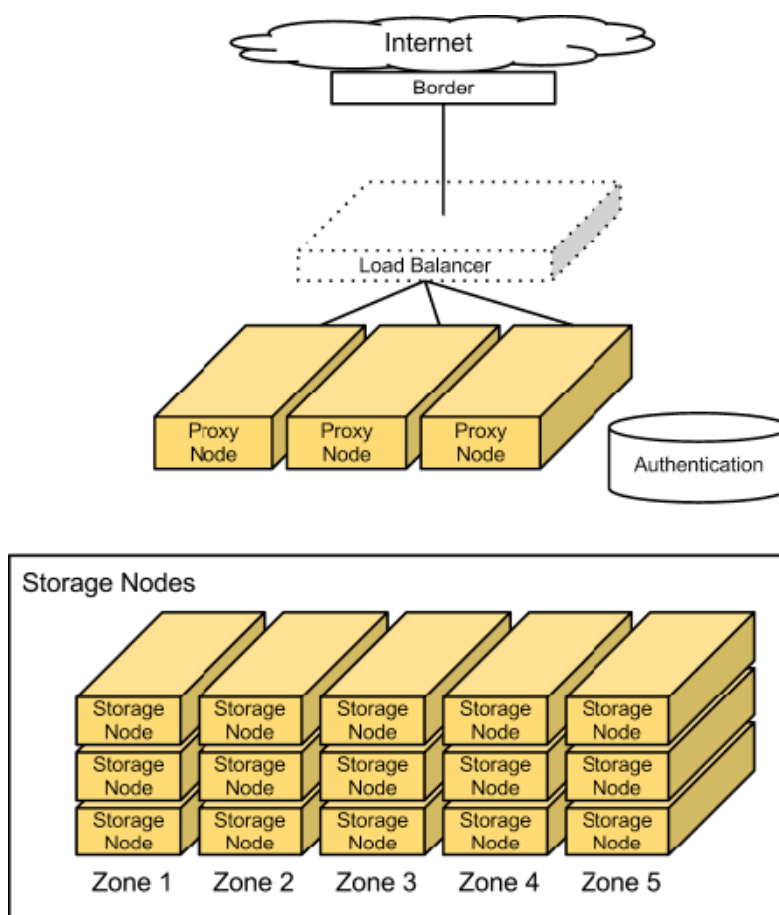 Internet
Border
Load Balancer
Proxy
Node
Proxy
Node
Proxy
Node
Authentication
Storage Nodes
Storage
Node
Storage
Node
Storage
Node
Storage
Node
Storage
Node
Storage
Node
Storage
Node
Storage
Node
Storage
Node
Storage
Node
Storage
Node
Storage
Node
Storage
Node
Storage
Node
Storage
Node
Zone 1
Zone 2
Zone 3
Zone 4
Zone 5